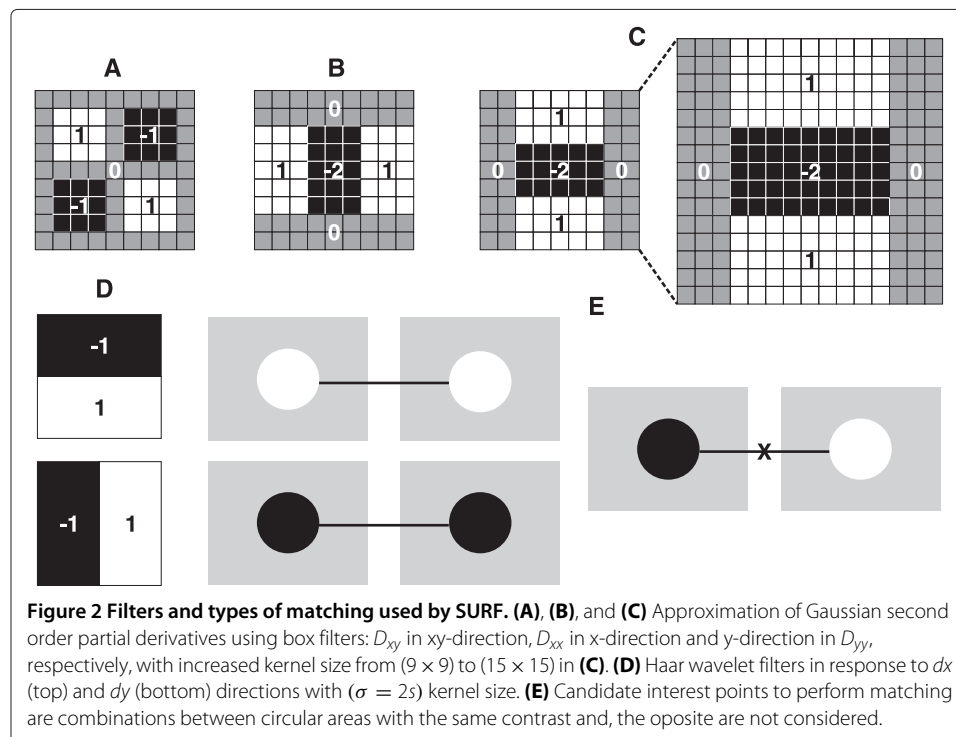 A
B
C
1
-1
0
-1
1
0
1
-2
1
0
1
0
-2
0
1
1
0
-2
0
1
D
E
-1
1
-1
1
X
Figure 2 Filters and types of matching used by SURF. (A), (B), and (C) Approximation of Gaussian second
order partial derivatives using box filters: Dxy in xy-direction, Dxx in x-direction and y-direction in Dyy,
respectively, with increased kernel size from (9 × 9) to (15 × 15) in (C). (D) Haar wavelet filters in response to dx
(top) and dy (bottom) directions with (σ = 2s) kernel size. (E) Candidate interest points to perform matching
are combinations between circular areas with the same contrast and, the oposite are not considered.